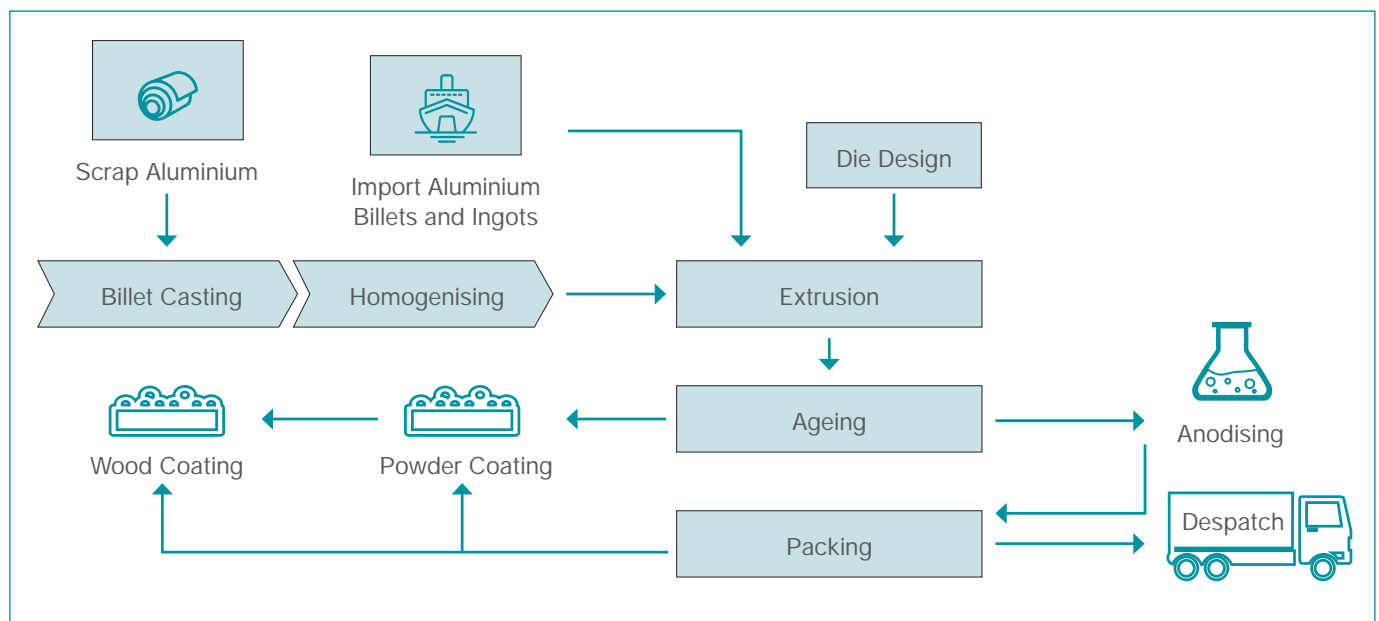 Scrap Aluminium
Import Aluminium
Billets and Ingots
Die Design
Billet Casting
Homogenising
Extrusion
Wood Coating
Powder Coating
Ageing
Anodising
Packing
Despatch